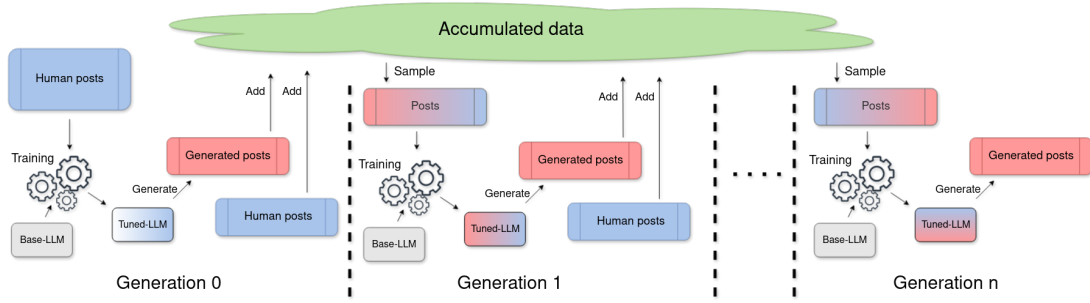 Accumulated data
Human posts
Training
Base-LLM
Tuned-LLM
Generate
Generated posts
Human posts
Add
Add
Generation 0
Sample
Posts
Training
Base-LLM
Tuned-LLM
Generate
Generated posts
Human posts
Add
Add
Generation 1
....
Sample
Posts
Training
Base-LLM
Tuned-LLM
Generate
Generated posts
Generation n